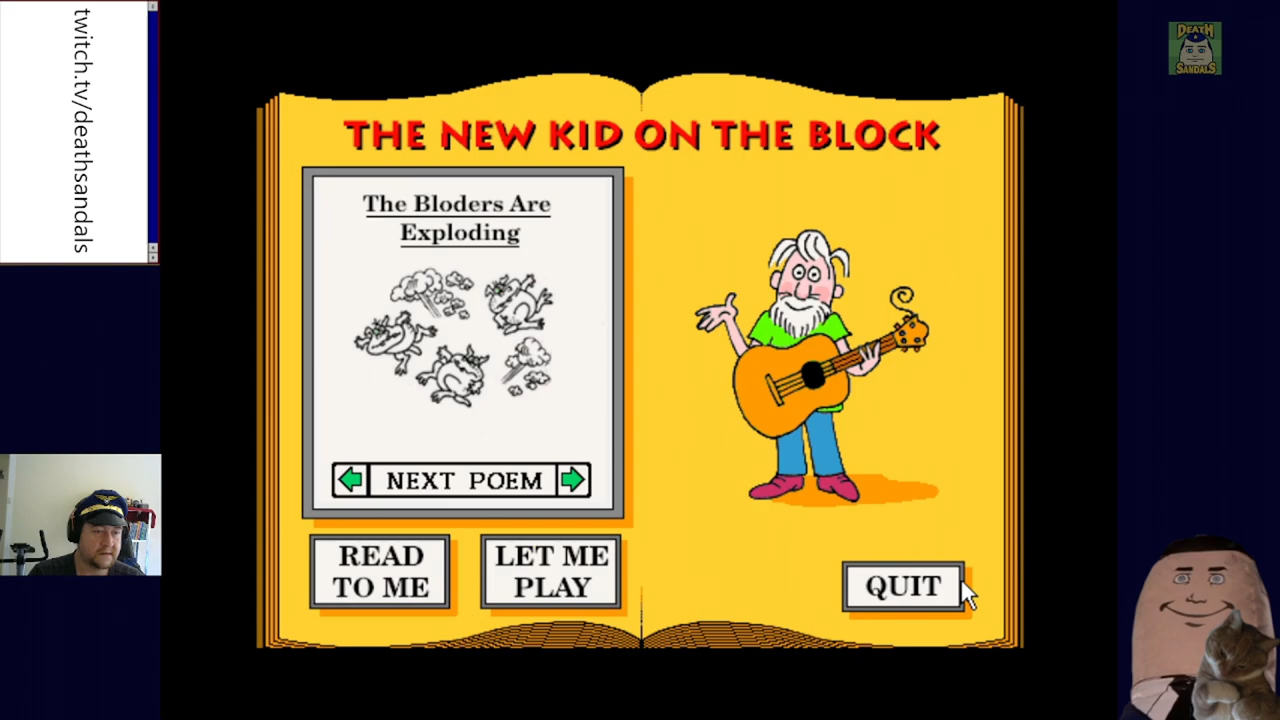 twitch.tv/deathsandals
DEATH
SANDALS
THE NEW KID ON THE BLOCK
The Bloders Are
Exploding
NEXT POEM
READ
TO ME
LET ME
PLAY
QUIT